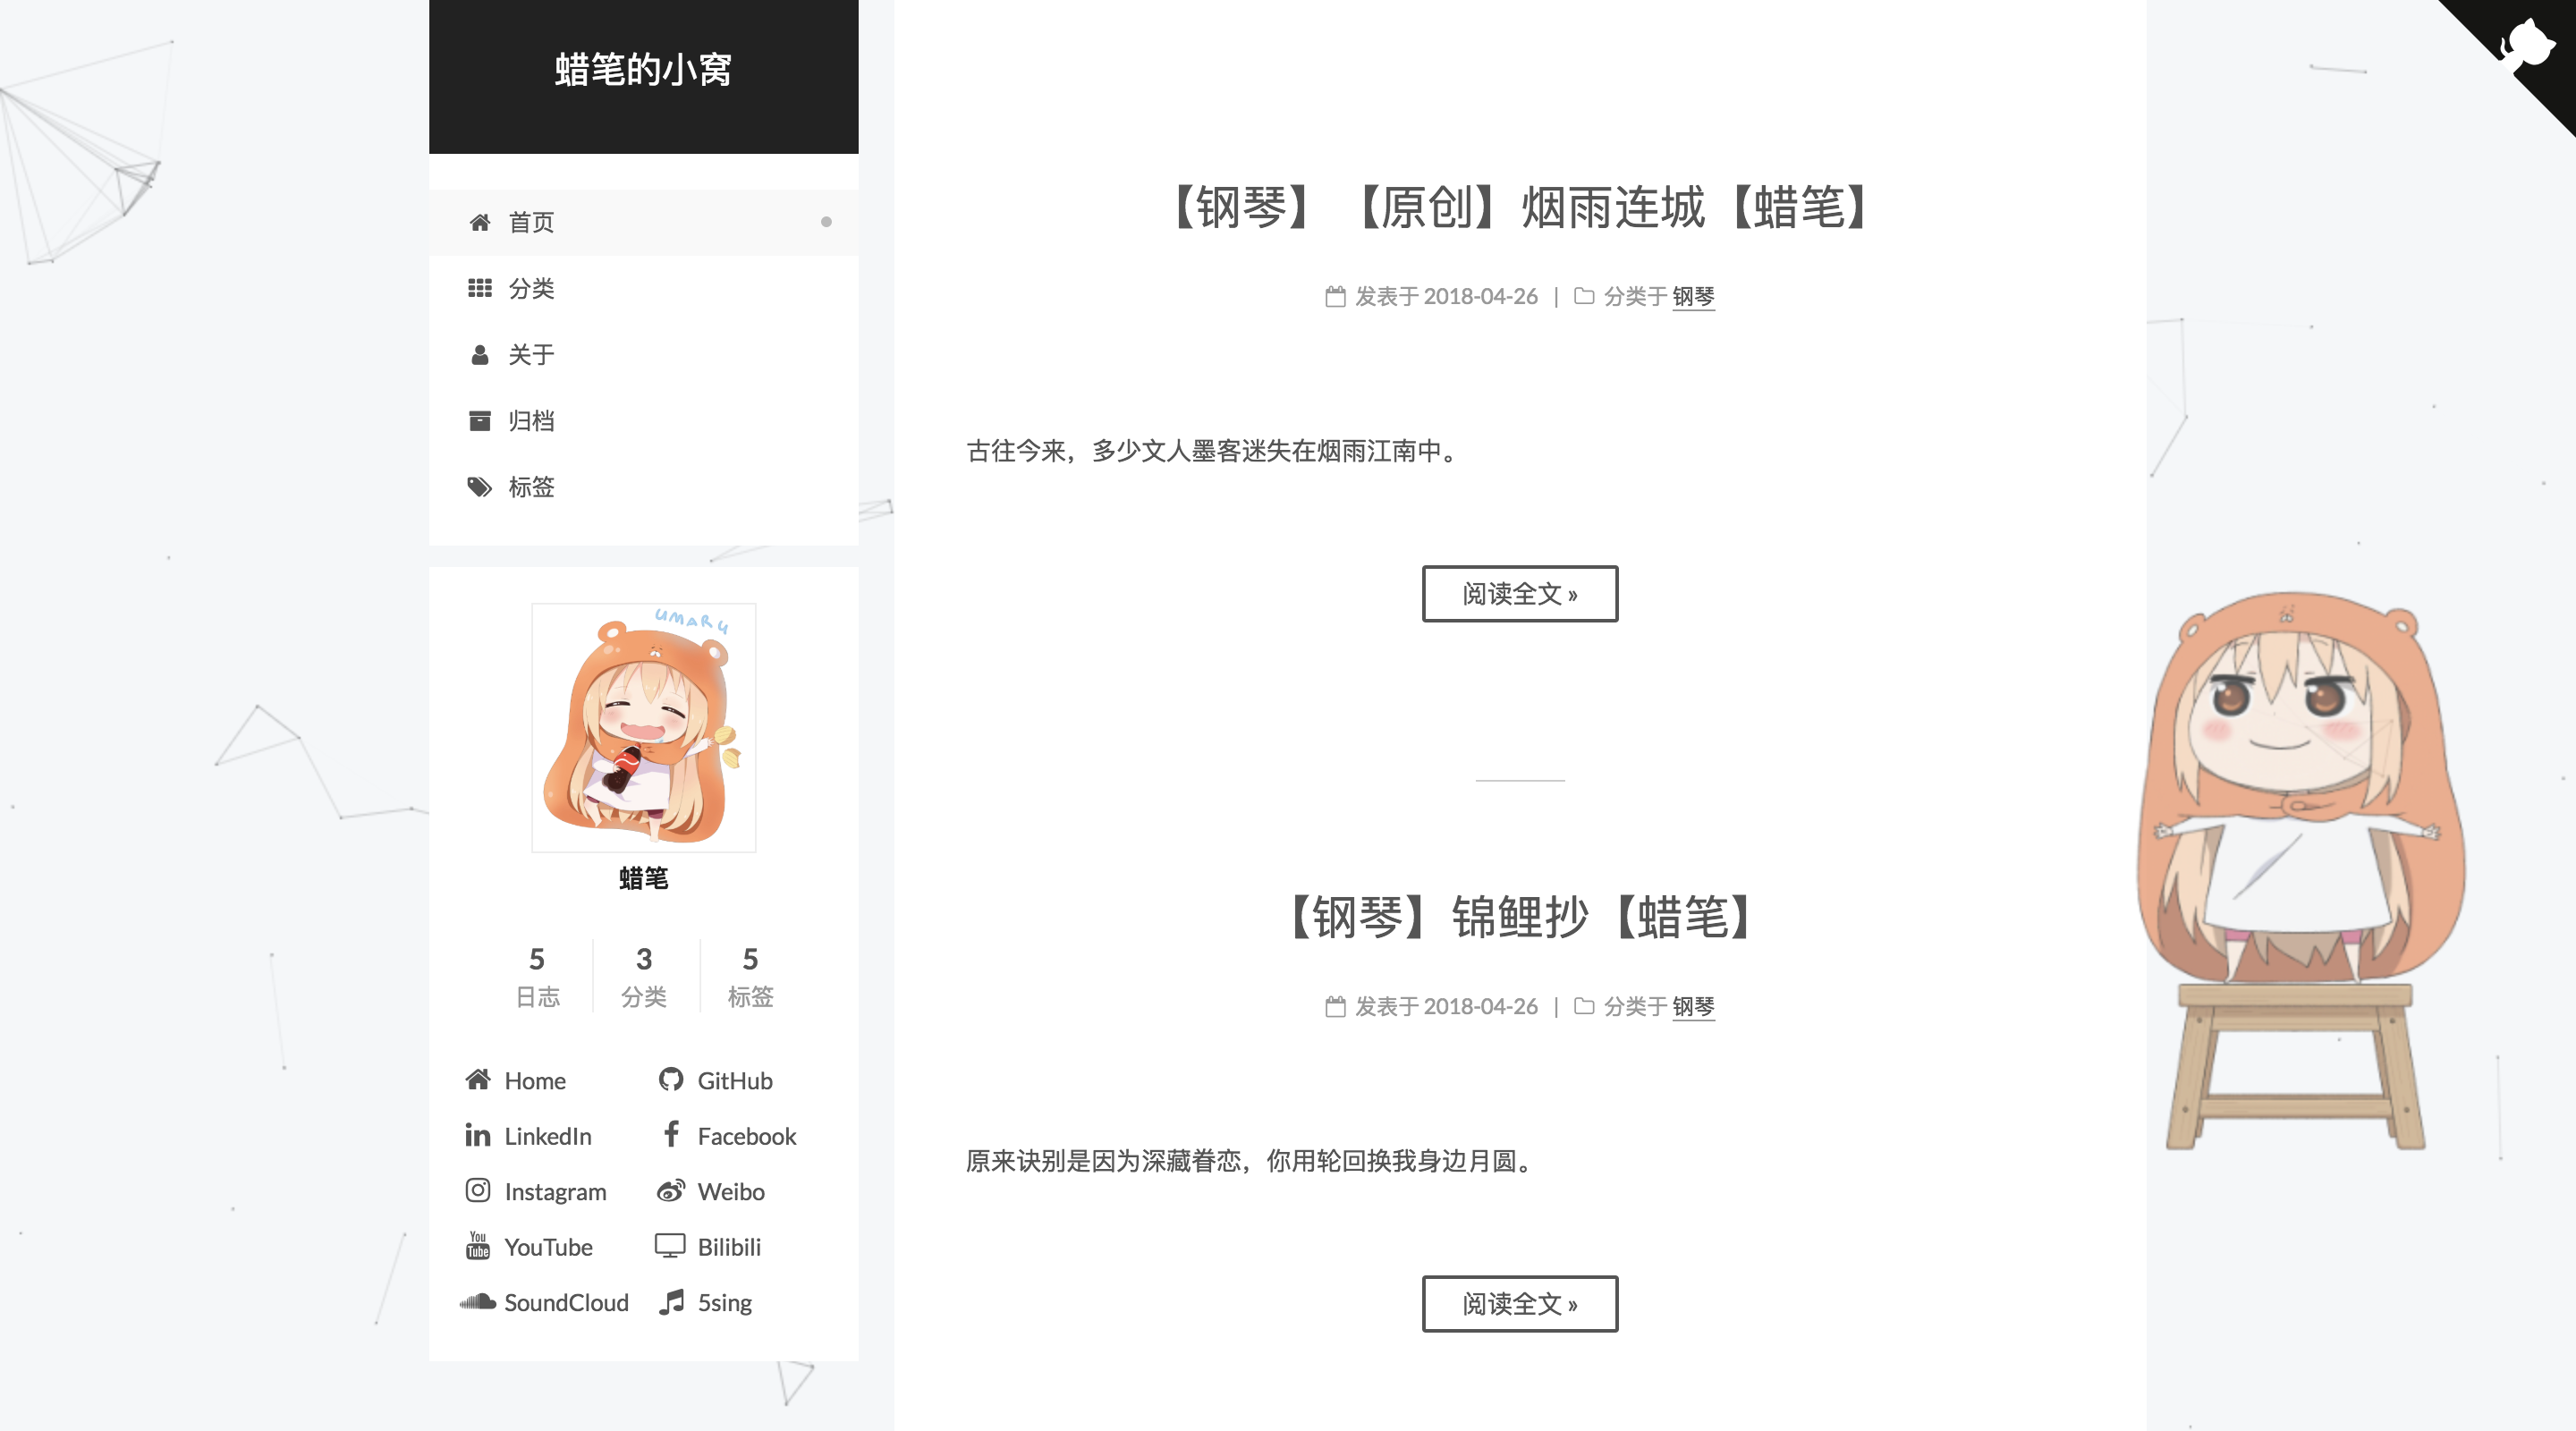 蜡笔的小窝
首页
分类
关于
归档
标签
UMARU
蜡笔
5
日志
3
分类
5
标签
Home
GitHub
LinkedIn
Facebook
Instagram
Weibo
You Tube YouTube
Bilibili
SoundCloud
5sing
【钢琴】【原创】烟雨连城【蜡笔】
发表于 2018-04-26 | 分类于 钢琴
古往今来，多少文人墨客迷失在烟雨江南中。
阅读全文 »
【钢琴】锦鲤抄【蜡笔】
发表于 2018-04-26 | 分类于 钢琴
原来诀别是因为深藏眷恋，你用轮回换我身边月圆。
阅读全文 »